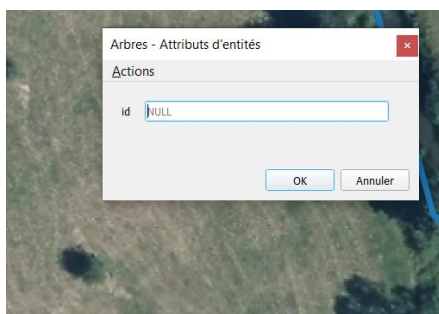 Arbres - Attributs d'entités
Actions
id NULL
OK Annuler